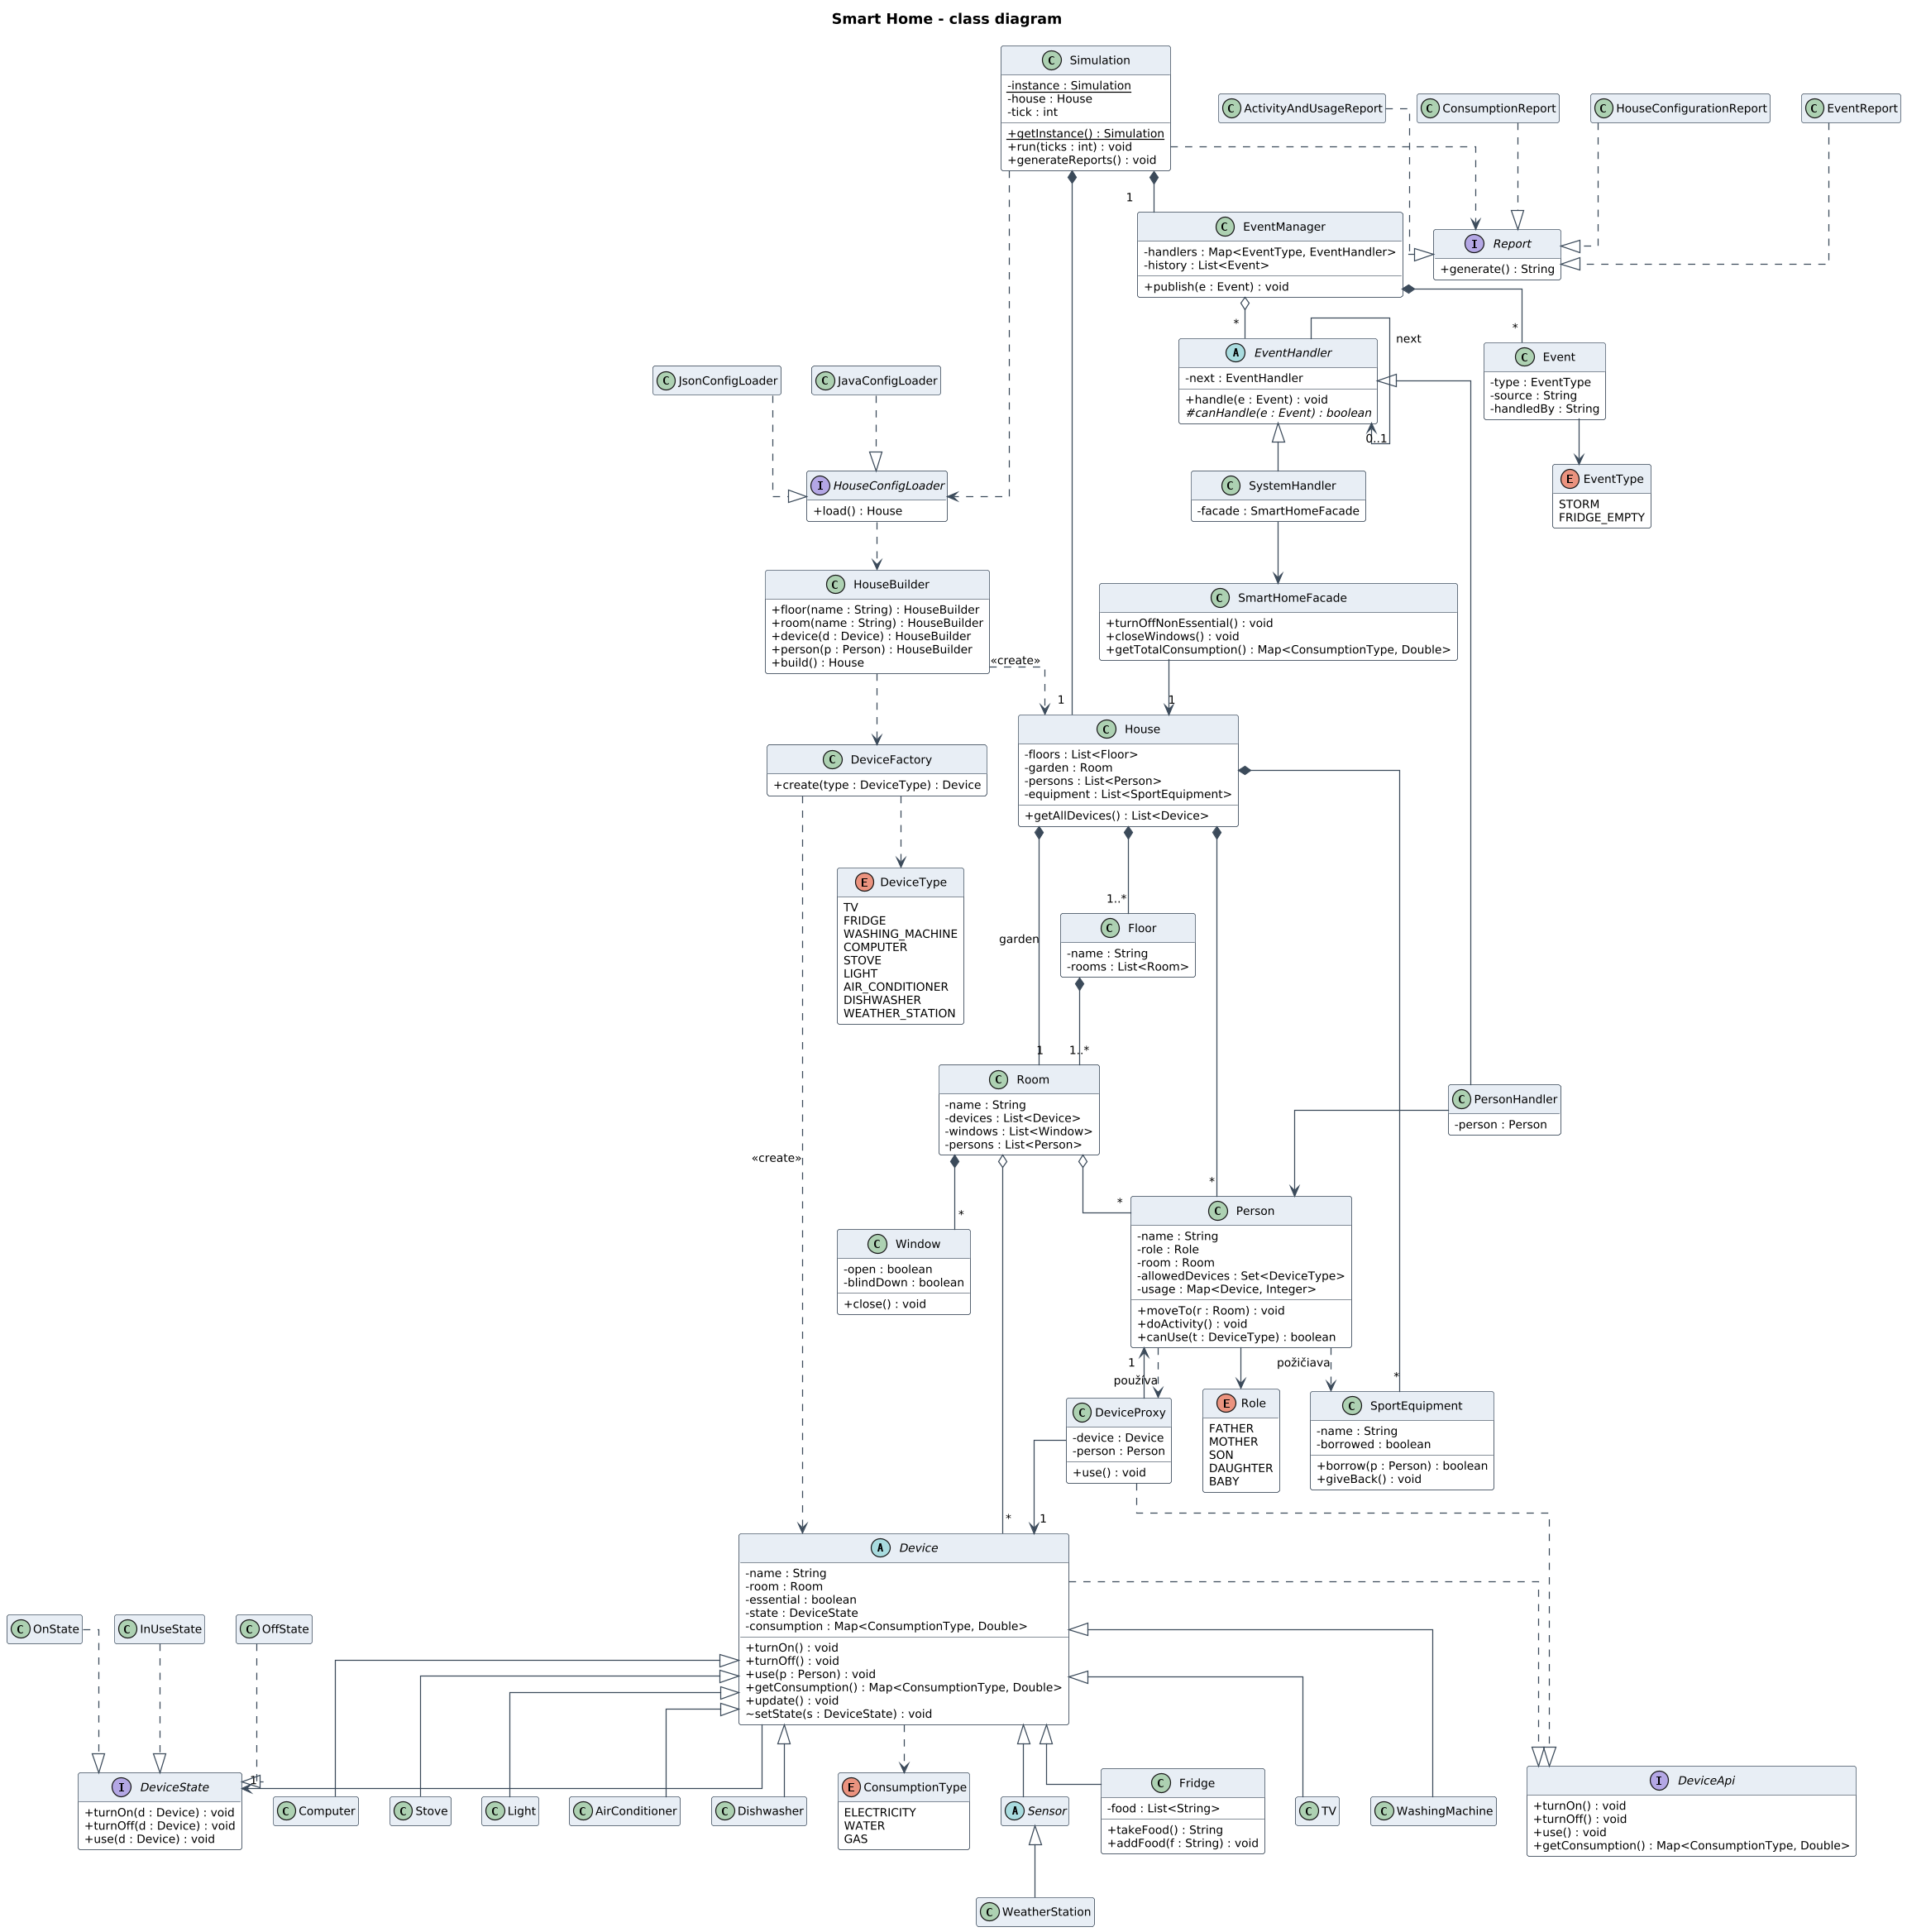 Smart Home - class diagram
C Simulation
-instance : Simulation
-house : House
-tick : int
+getInstance() : Simulation
+run(ticks : int) : void
+generateReports() : void
C ActivityAndUsageReport
C ConsumptionReport
C HouseConfigurationReport
C EventReport
1
C EventManager
-handlers : Map<EventType, EventHandler>
-history : List<Event>
+publish(e : Event) : void
I Report
+generate() : String
*
*
next
A EventHandler
-next : EventHandler
+handle(e : Event) : void
#canHandle(e : Event) : boolean
0..1
C Event
-type : EventType
-source : String
-handledBy : String
C JsonConfigLoader
C JavaConfigLoader
I HouseConfigLoader
+load() : House
C SystemHandler
-facade : SmartHomeFacade
E EventType
STORM
FRIDGE_EMPTY
C HouseBuilder
+floor(name : String) : HouseBuilder
+room(name : String) : HouseBuilder
+device(d : Device) : HouseBuilder
+person(p : Person) : HouseBuilder
+build() : House
«create»
C SmartHomeFacade
+turnOffNonEssential() : void
+closeWindows() : void
+getTotalConsumption() : Map<ConsumptionType, Double>
1
1
C DeviceFactory
+create(type : DeviceType) : Device
C House
-floors : List<Floor>
-garden : Room
-persons : List<Person>
-equipment : List<SportEquipment>
+getAllDevices() : List<Device>
E DeviceType
TV
FRIDGE
WASHING_MACHINE
COMPUTER
STOVE
LIGHT
AIR_CONDITIONER
DISHWASHER
WEATHER_STATION
1..*
garden
C Floor
-name : String
-rooms : List<Room>
1
1..*
C Room
-name : String
-devices : List<Device>
-windows : List<Window>
-persons : List<Person>
C PersonHandler
-person : Person
«create»
*
*
*
C Window
-open : boolean
-blindDown : boolean
+close() : void
C Person
-name : String
-role : Role
-room : Room
-allowedDevices : Set<DeviceType>
-usage : Map<Device, Integer>
+moveTo(r : Room) : void
+doActivity() : void
+canUse(t : DeviceType) : boolean
1
používa
požičiava
*
C DeviceProxy
-device : Device
-person : Person
+use() : void
E Role
FATHER
MOTHER
SON
DAUGHTER
BABY
C SportEquipment
-name : String
-borrowed : boolean
+borrow(p : Person) : boolean
+giveBack() : void
*
1
A Device
-name : String
-room : Room
-essential : boolean
-state : DeviceState
-consumption : Map<ConsumptionType, Double>
+turnOn() : void
+turnOff() : void
+use(p : Person) : void
+getConsumption() : Map<ConsumptionType, Double>
+update() : void
~setState(s : DeviceState) : void
C OnState
C InUseState
C OffState
1
I DeviceState
+turnOn(d : Device) : void
+turnOff(d : Device) : void
+use(d : Device) : void
C Computer
C Stove
C Light
C AirConditioner
C Dishwasher
E ConsumptionType
ELECTRICITY
WATER
GAS
A Sensor
C Fridge
-food : List<String>
+takeFood() : String
+addFood(f : String) : void
C TV
C WashingMachine
I DeviceApi
+turnOn() : void
+turnOff() : void
+use() : void
+getConsumption() : Map<ConsumptionType, Double>
C WeatherStation